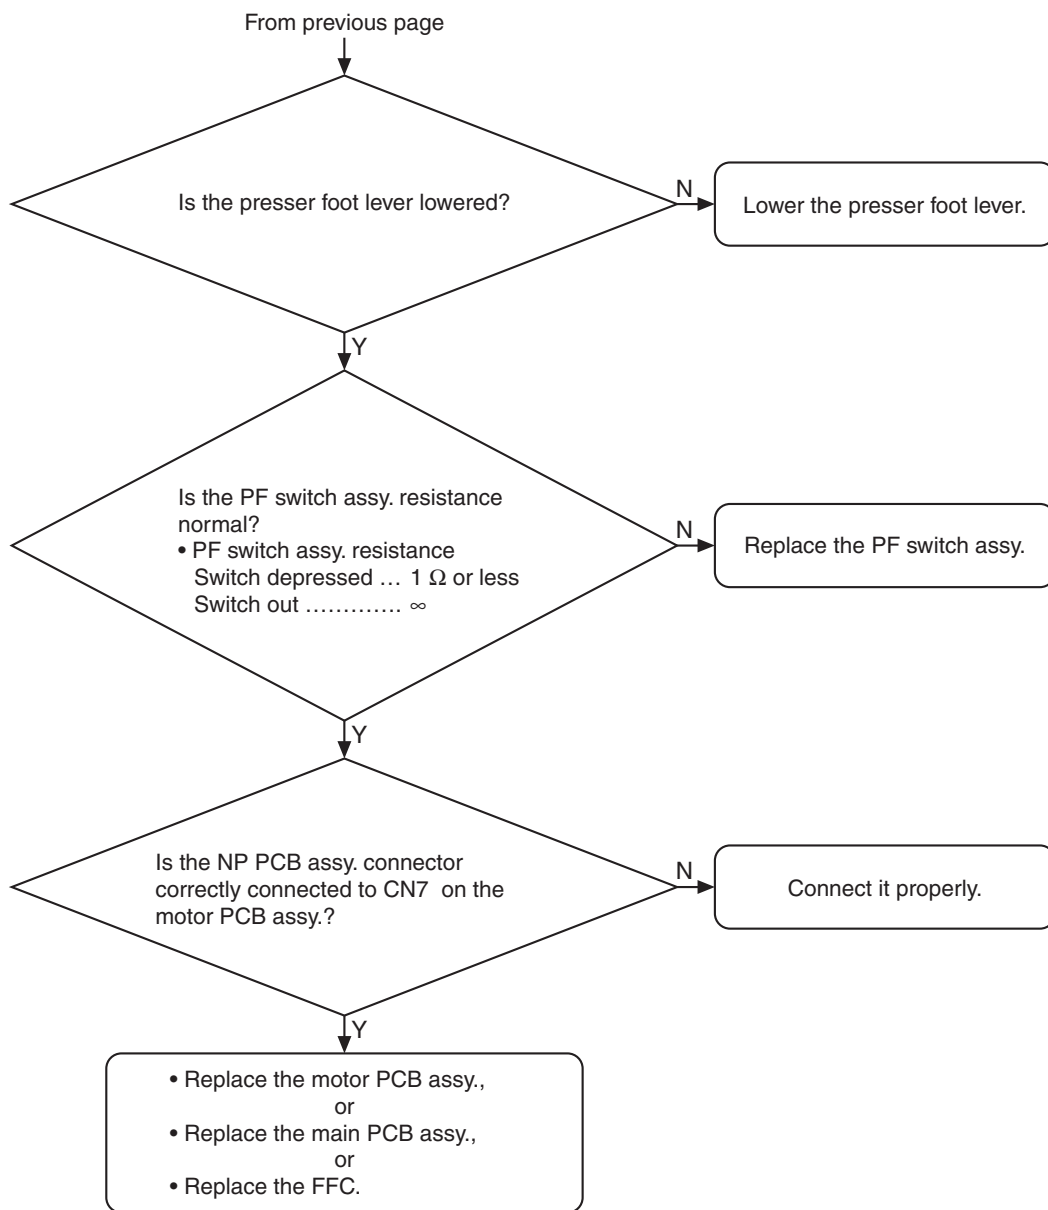 From previous page
Is the presser foot lever lowered?
N
Lower the presser foot lever.
Y
Is the PF switch assy. resistance
normal?
• PF switch assy. resistance
Switch depressed … 1 Ω or less
Switch out …………. ∞
N
Replace the PF switch assy.
Y
Is the NP PCB assy. connector
correctly connected to CN7 on the
motor PCB assy.?
N
Connect it properly.
Y
• Replace the motor PCB assy.,
or
• Replace the main PCB assy.,
or
• Replace the FFC.